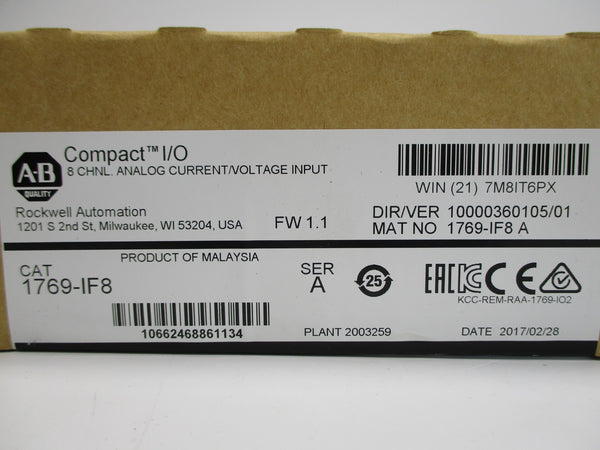 A·B
QUALITY
Compact™ I/O
8 CHNL. ANALOG CURRENT/VOLTAGE INPUT
Rockwell Automation
1201 S 2nd St, Milwaukee, WI 53204, USA
FW 1.1
WIN (21) 7M8IT6PX
DIR/VER 10000360105/01
MAT NO 1769-IF8 A
PRODUCT OF MALAYSIA
CAT
1769-IF8
10662468861134
SER
A
25
PLANT 2003259
EAC CE
KCC-REM-RAA-1769-IO2
DATE 2017/02/28